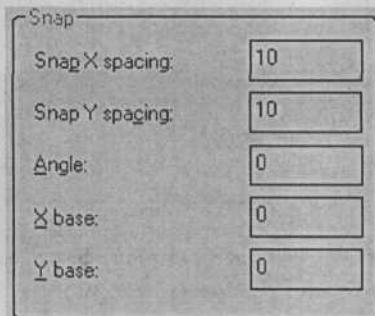 Snap
Snap X spacing: 10
Snap Y spacing: 10
Angle: 0
X base: 0
Y base: 0